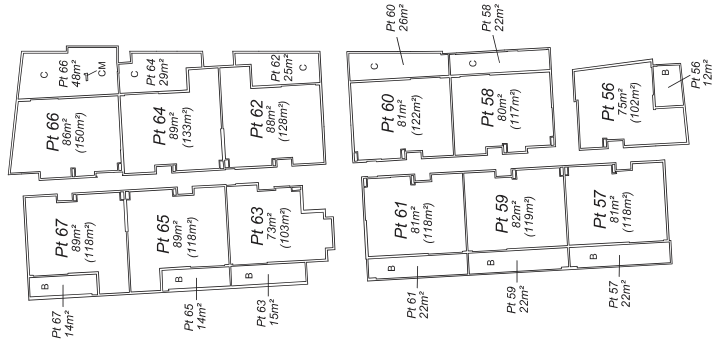 Pt 60
26m²
Pt 58
22m²
C
Pt 66
48m²
CM
C
Pt 64
29m²
Pt 62
25m²
C
C
C
B
Pt 56
12m²
Pt 66
86m²
(150m²)
Pt 64
89m²
(133m²)
Pt 62
88m²
(128m²)
Pt 60
81m²
(122m²)
Pt 58
80m²
(117m²)
Pt 56
75m²
(102m²)
Pt 67
89m²
(118m²)
Pt 65
89m²
(118m²)
Pt 63
73m²
(103m²)
Pt 61
81m²
(118m²)
Pt 59
82m²
(119m²)
Pt 57
81m²
(118m²)
B
B
B
B
B
B
Pt 67
14m²
Pt 65
14m²
Pt 63
15m²
Pt 61
22m²
Pt 59
22m²
Pt 57
22m²